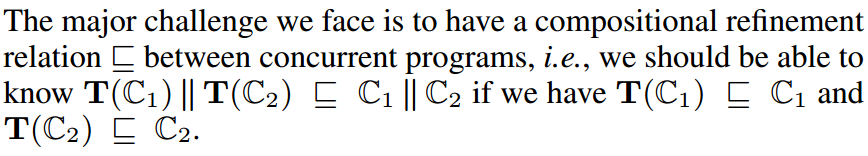 The major challenge we face is to have a compositional refinement
relation ⊑ between concurrent programs, i.e., we should be able to
know T(ℂ₁) ∥ T(ℂ₂) ⊑ ℂ₁ ∥ ℂ₂ if we have T(ℂ₁) ⊑ ℂ₁ and
T(ℂ₂) ⊑ ℂ₂.